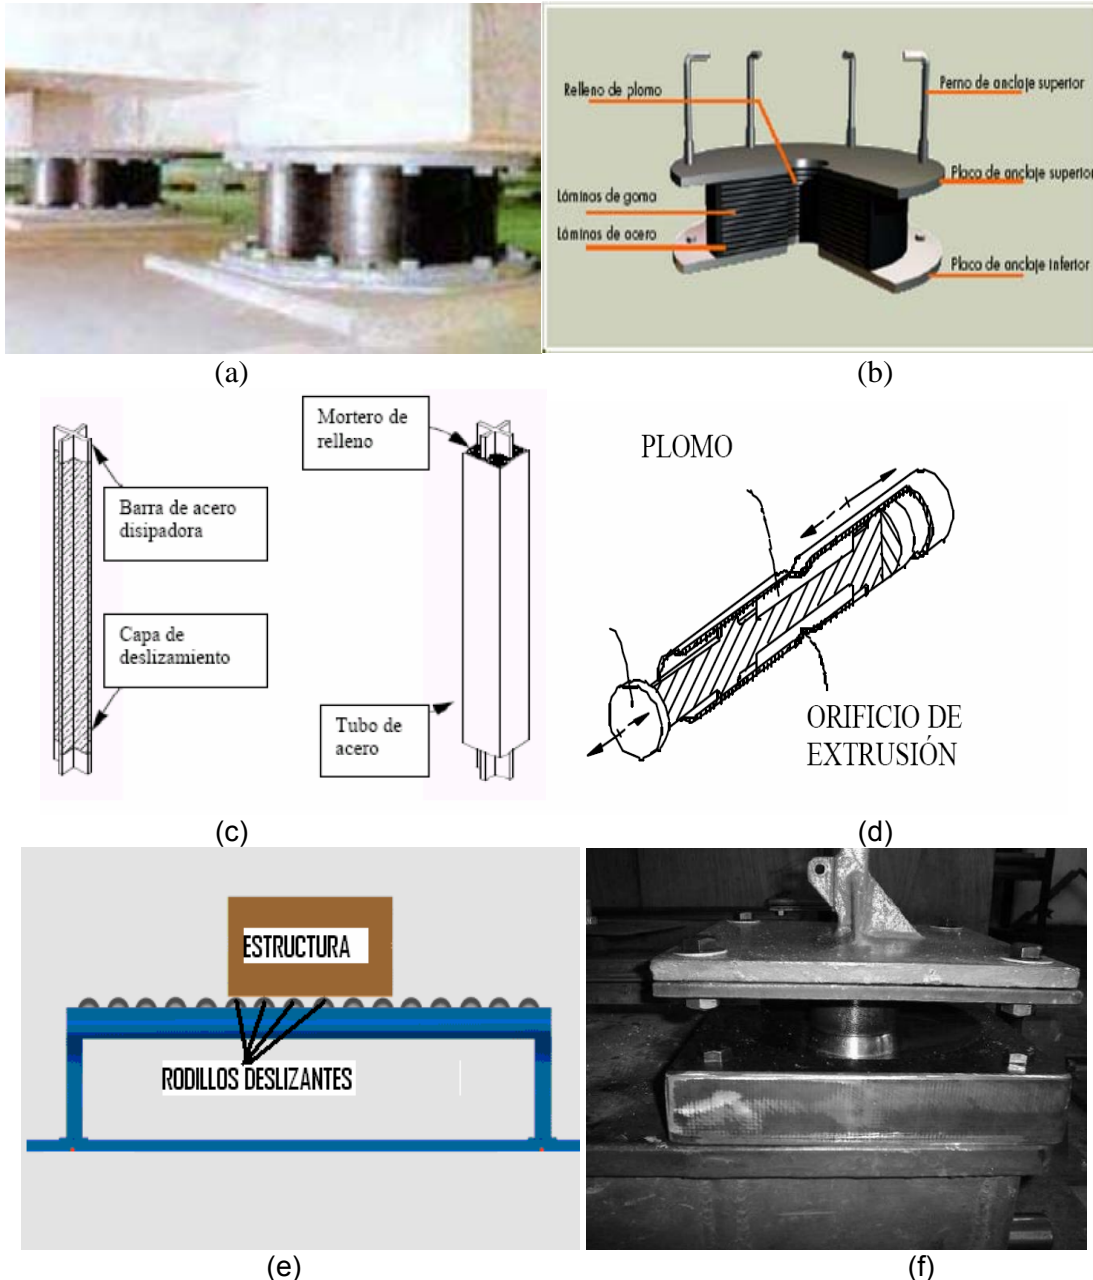 Relleno de plomo
Perno de anclaje superior
Placa de anclaje superior
Láminas de goma
Láminas de acero
Placa de anclaje inferior
(a)
(b)
Barra de acero
disipadora
Capa de
deslizamiento
Mortero de
relleno
Tubo de
acero
PLOMO
ORIFICIO DE
EXTRUSIÓN
(c)
(d)
ESTRUCTURA
RODILLOS DESLIZANTES
(e)
(f)